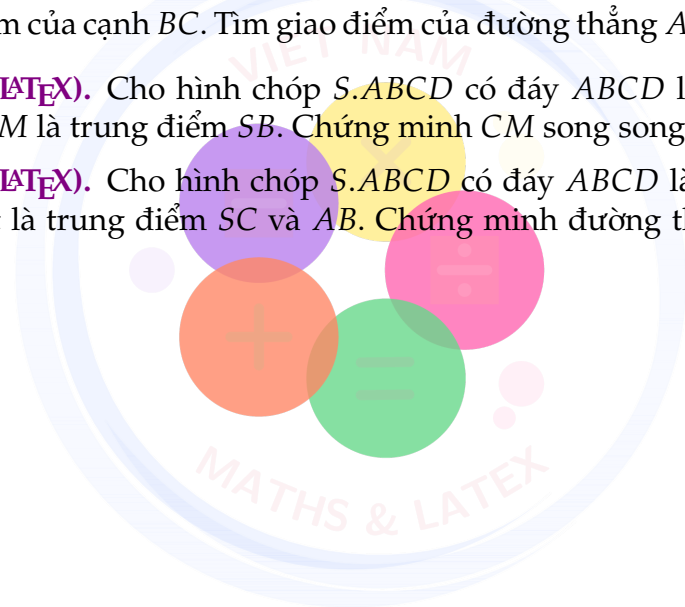 m của cạnh BC. Tìm giao điểm của đường thẳng A
VIET NAM
LATEX). Cho hình chóp S.ABCD có đáy ABCD l
M là trung điểm SB. Chứng minh CM song song
LATEX). Cho hình chóp S.ABCD có đáy ABCD là
là trung điểm SC và AB. Chứng minh đường th
+ =
MATHS & LATEX